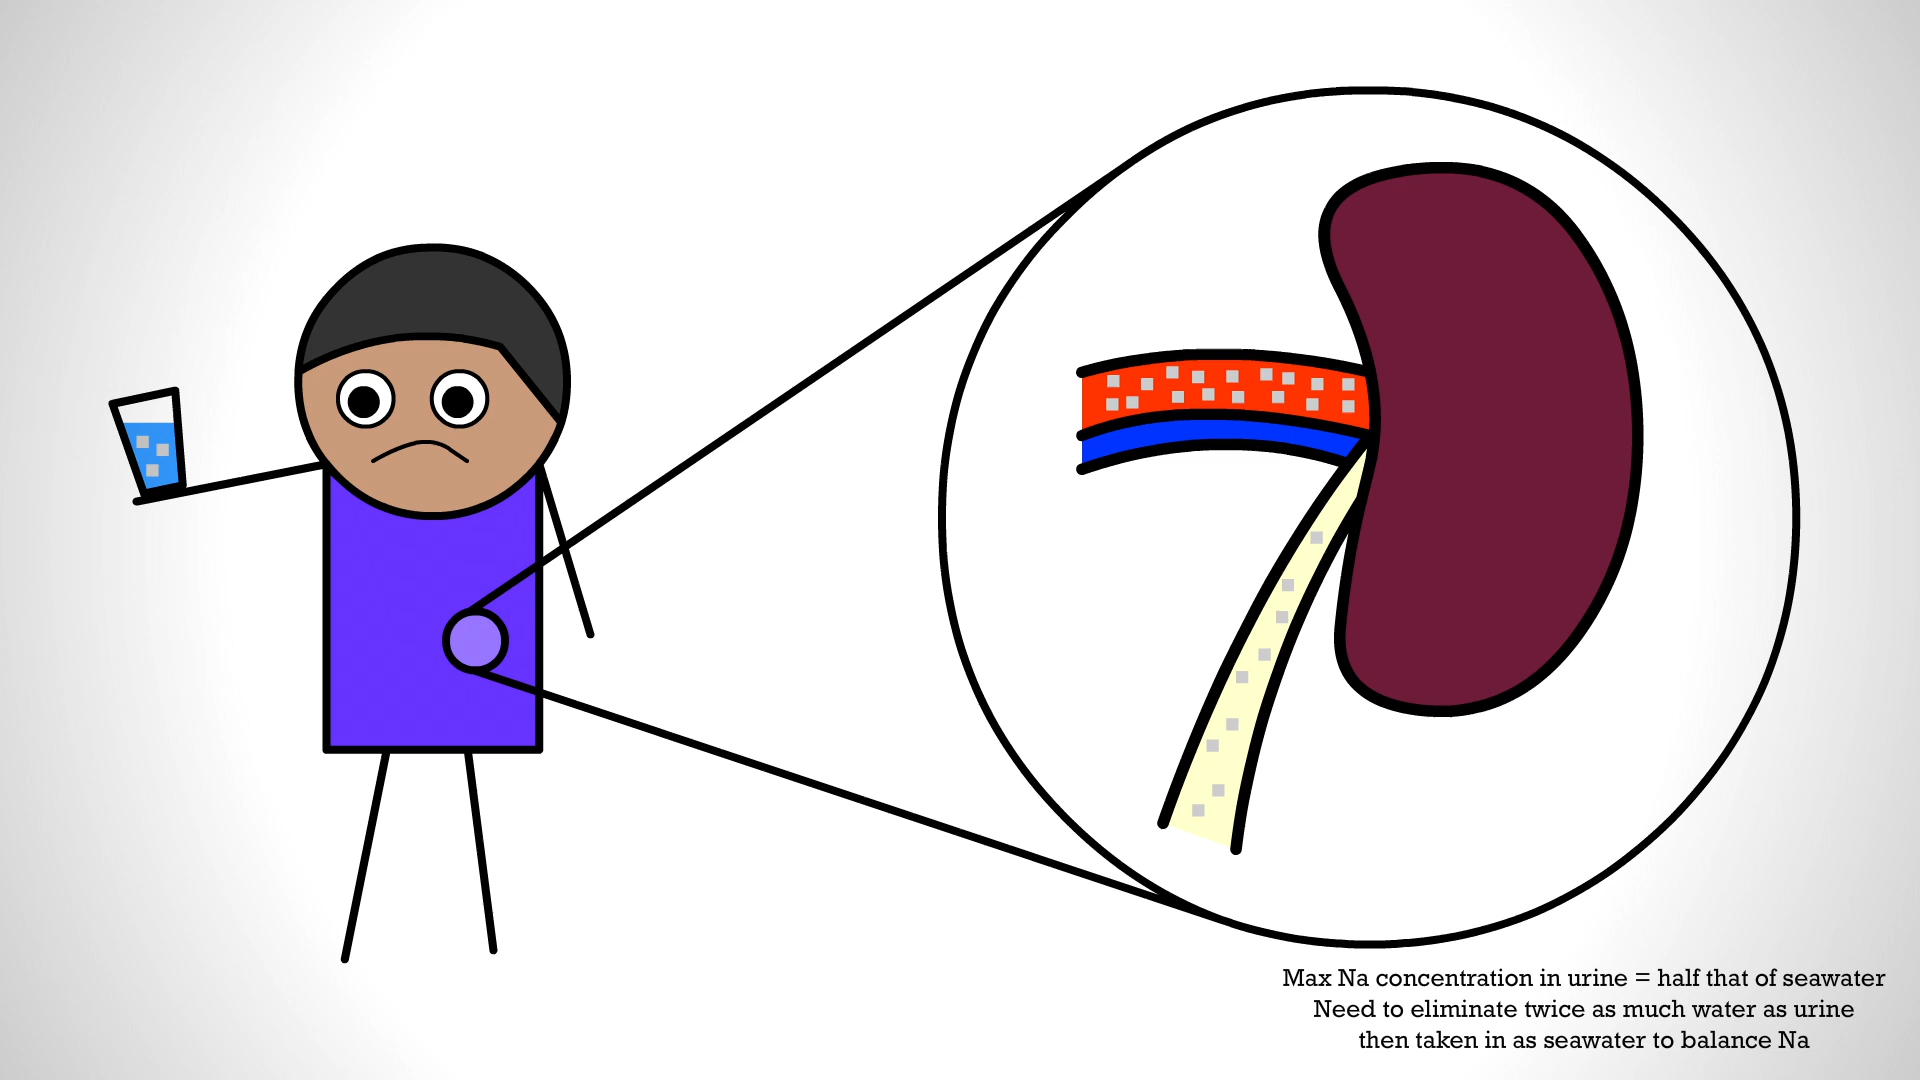 Max Na concentration in urine = half that of seawater
Need to eliminate twice as much water as urine
then taken in as seawater to balance Na